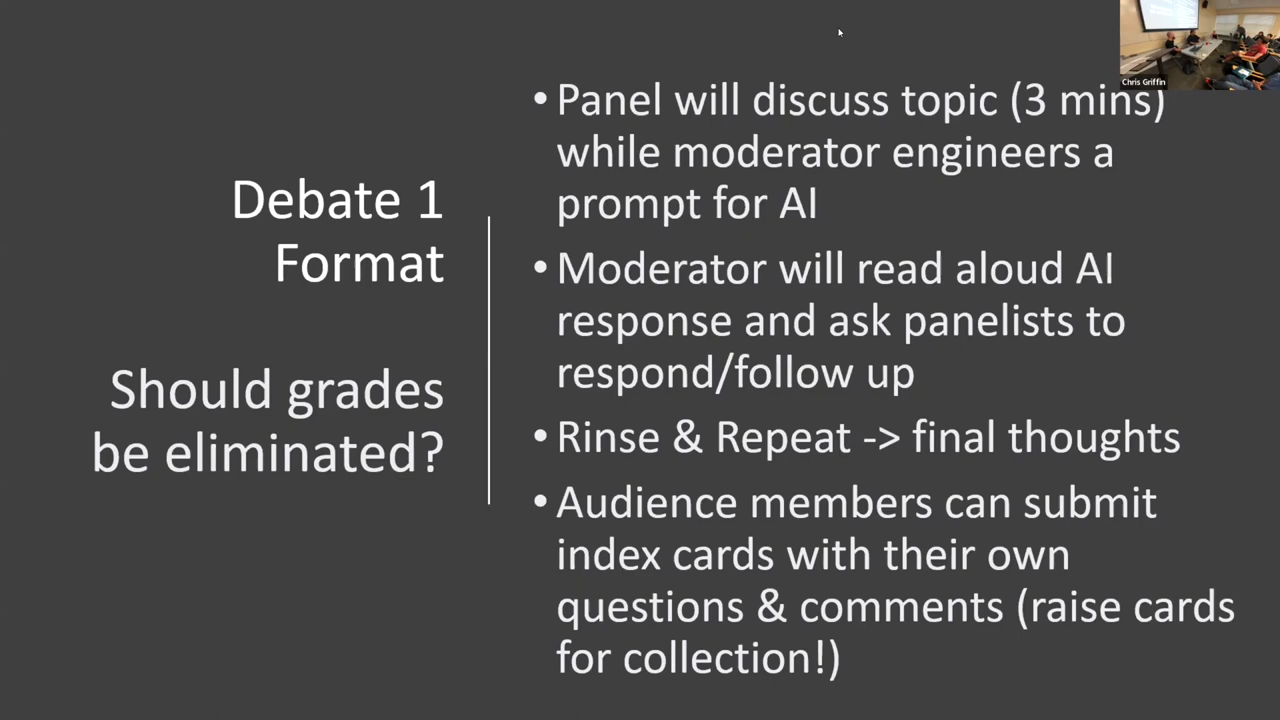 Debate 1
Format
Should grades
be eliminated?
• Panel will discuss topic (3 mins)
while moderator engineers a
prompt for AI
• Moderator will read aloud AI
response and ask panelists to
respond/follow up
• Rinse & Repeat -> final thoughts
• Audience members can submit
index cards with their own
questions & comments (raise cards
for collection!)
Chris Griffin